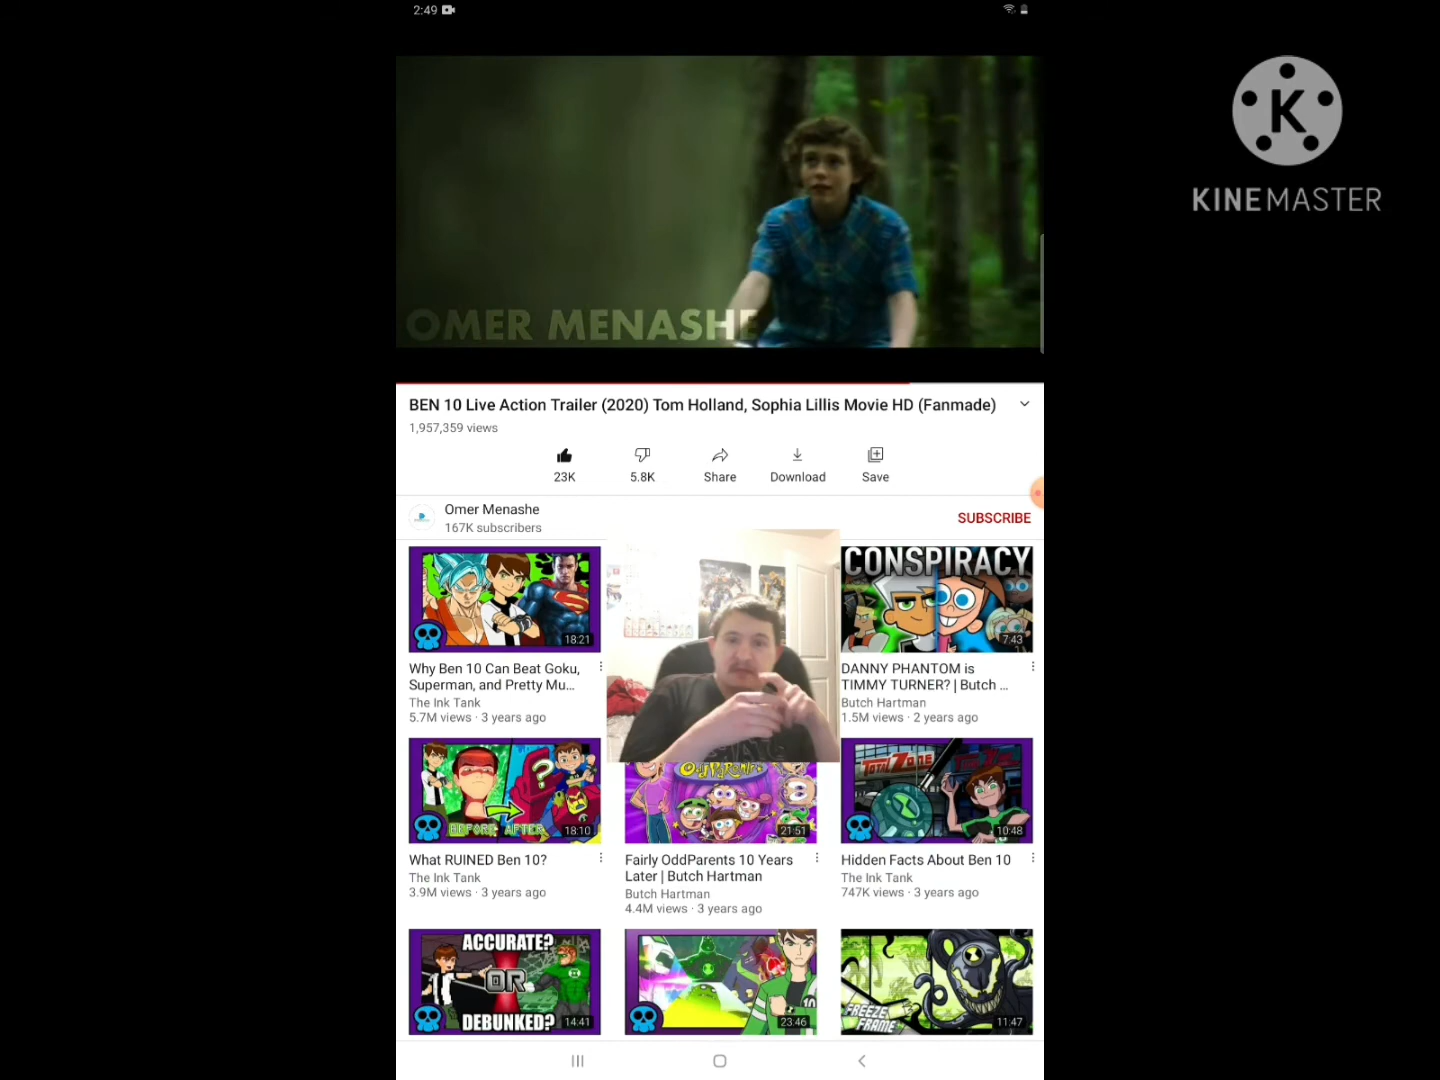 2:49
KINEMASTER
OMER MENASHE
BEN 10 Live Action Trailer (2020) Tom Holland, Sophia Lillis Movie HD (Fanmade)
1,957,359 views
23K
5.8K
Share
Download
Save
Omer Menashe
167K subscribers
SUBSCRIBE
18:21
Why Ben 10 Can Beat Goku,
Superman, and Pretty Mu...
The Ink Tank
5.7M views · 3 years ago
CONSPIRACY
7:43
DANNY PHANTOM is
TIMMY TURNER? | Butch ...
Butch Hartman
1.5M views · 2 years ago
BEFORE AFTER
18:10
What RUINED Ben 10?
The Ink Tank
3.9M views · 3 years ago
OddParents
21:51
Fairly OddParents 10 Years
Later | Butch Hartman
Butch Hartman
4.4M views · 3 years ago
10:48
Hidden Facts About Ben 10
The Ink Tank
747K views · 3 years ago
ACCURATE?
OR
DEBUNKED?
14:41
10
23:46
FREEZE
FRAME
11:47